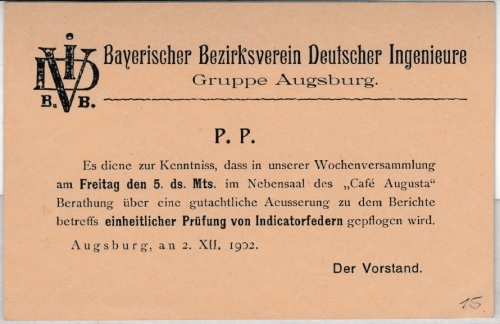 VDI
B. B.
Bayerischer Bezirksverein Deutscher Ingenieure
Gruppe Augsburg.
P. P.
Es diene zur Kenntniss, dass in unserer Wochenversammlung
am Freitag den 5. ds. Mts. im Nebensaal des „Café Augusta“
Berathung über eine gutachtliche Aeusserung zu dem Berichte
betreffs einheitlicher Prüfung von Indicatorfedern gepflogen wird.
Augsburg, an 2. XII. 1902.
Der Vorstand.
15